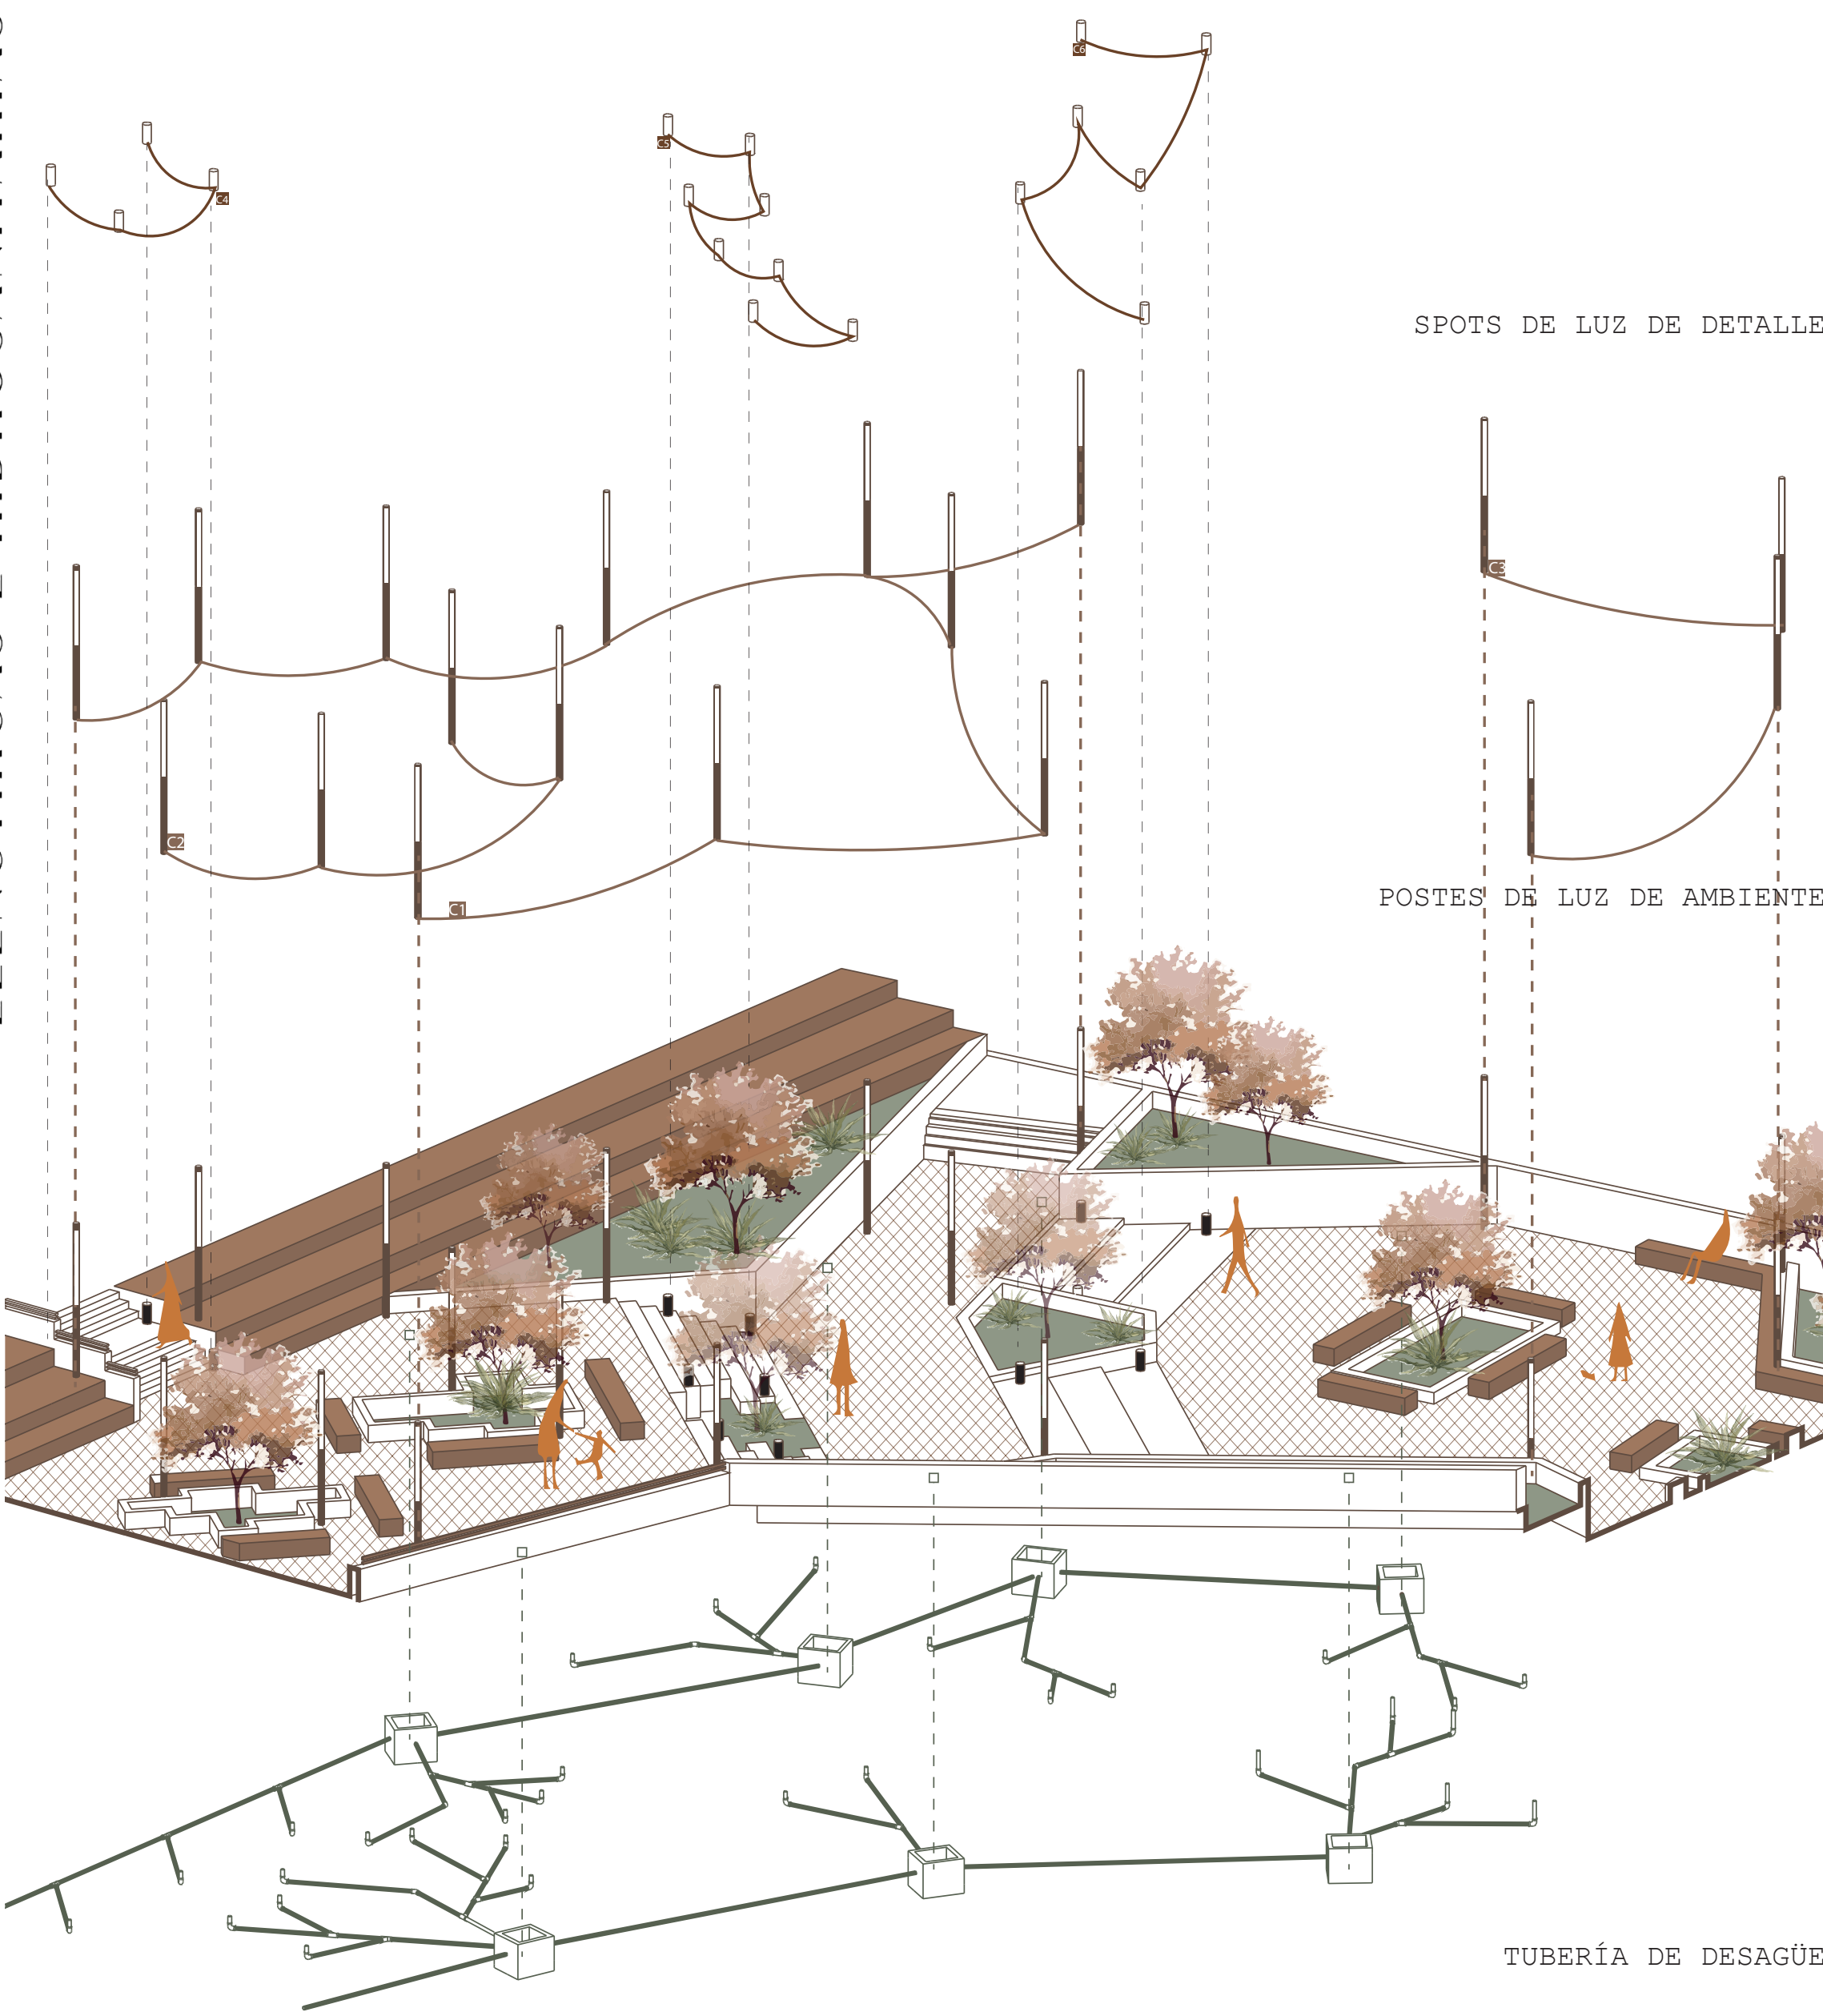 C6
C5
C4
SPOTS DE LUZ DE DETALLE
C3
C2
POSTES DE LUZ DE AMBIENTE
C1
TUBERÍA DE DESAGÜE